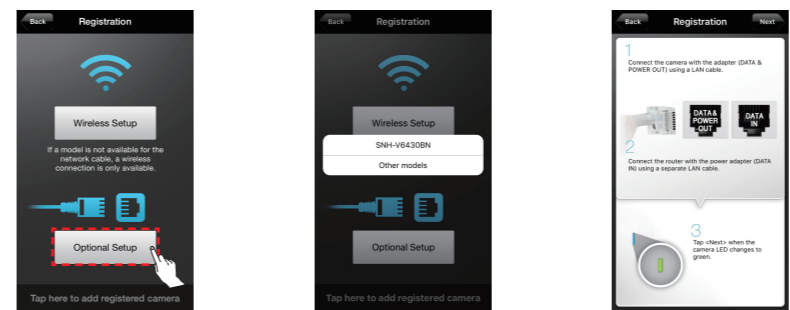 Back Registration
Wireless Setup
If a model is not available for the
network cable, a wireless
connection is only available.
Optional Setup
Tap here to add registered camera
Back Registration
Wireless Setup
SNH-V6430BN
Other models
Optional Setup
Tap here to add registered camera
Back Registration Next
1
Connect the camera with the adapter (DATA &
POWER OUT) using a LAN cable.
DATA &
POWER
OUT
DATA
IN
2
Connect the router with the power adapter (DATA
IN) using a separate LAN cable.
3
Tap <Next> when the
camera LED changes to
green.